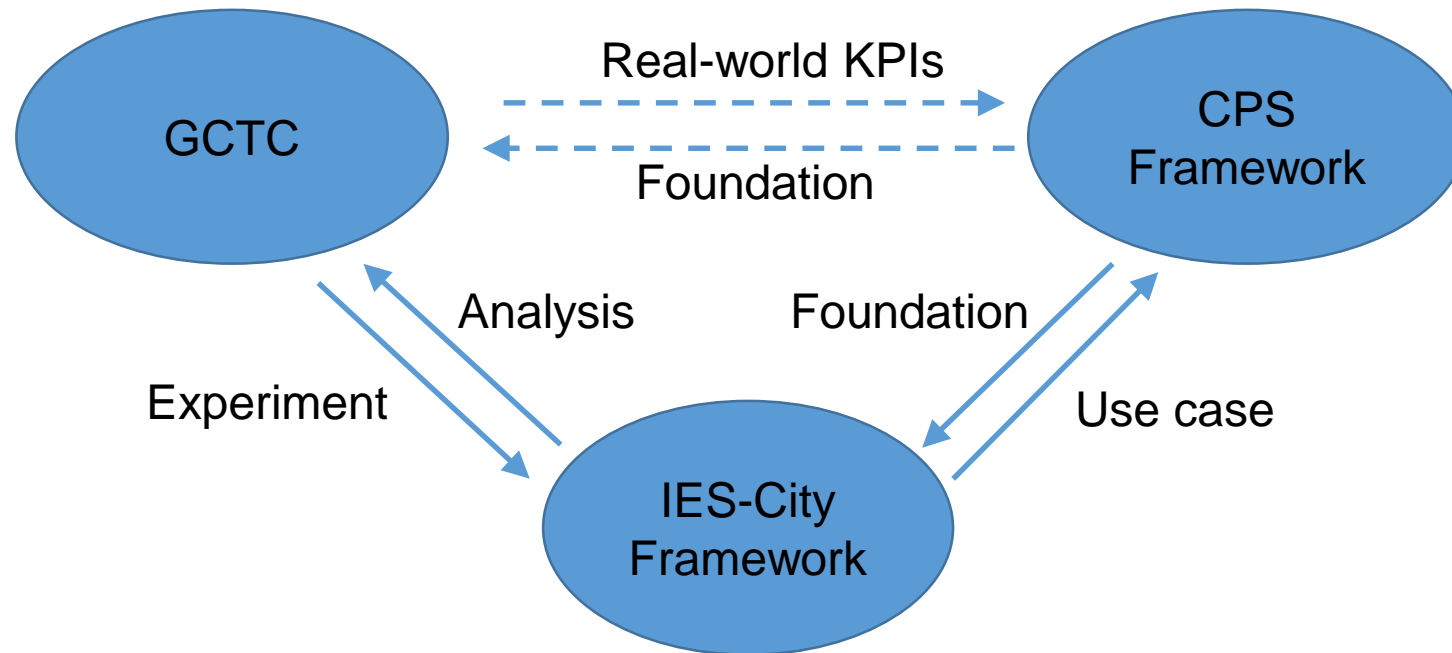 Real-world KPIs
GCTC
CPS
Framework
Foundation
Analysis
Foundation
Experiment
Use case
IES-City
Framework